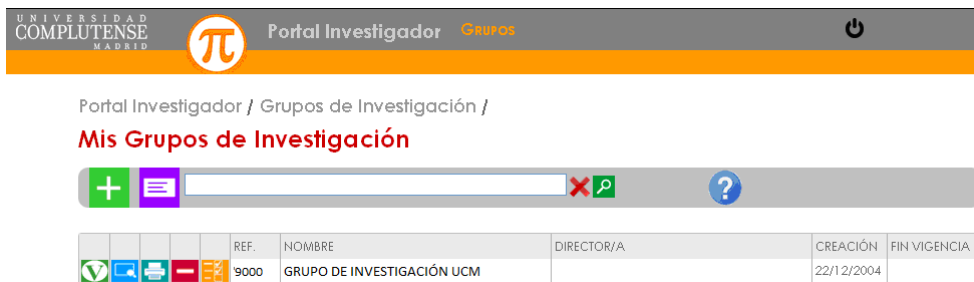 UNIVERSIDAD
COMPLUTENSE
MADRID
π
Portal Investigador GRUPOS
Portal Investigador / Grupos de Investigación /
Mis Grupos de Investigación
?
REF. NOMBRE DIRECTOR/A CREACIÓN FIN VIGENCIA
V '9000 GRUPO DE INVESTIGACIÓN UCM 22/12/2004